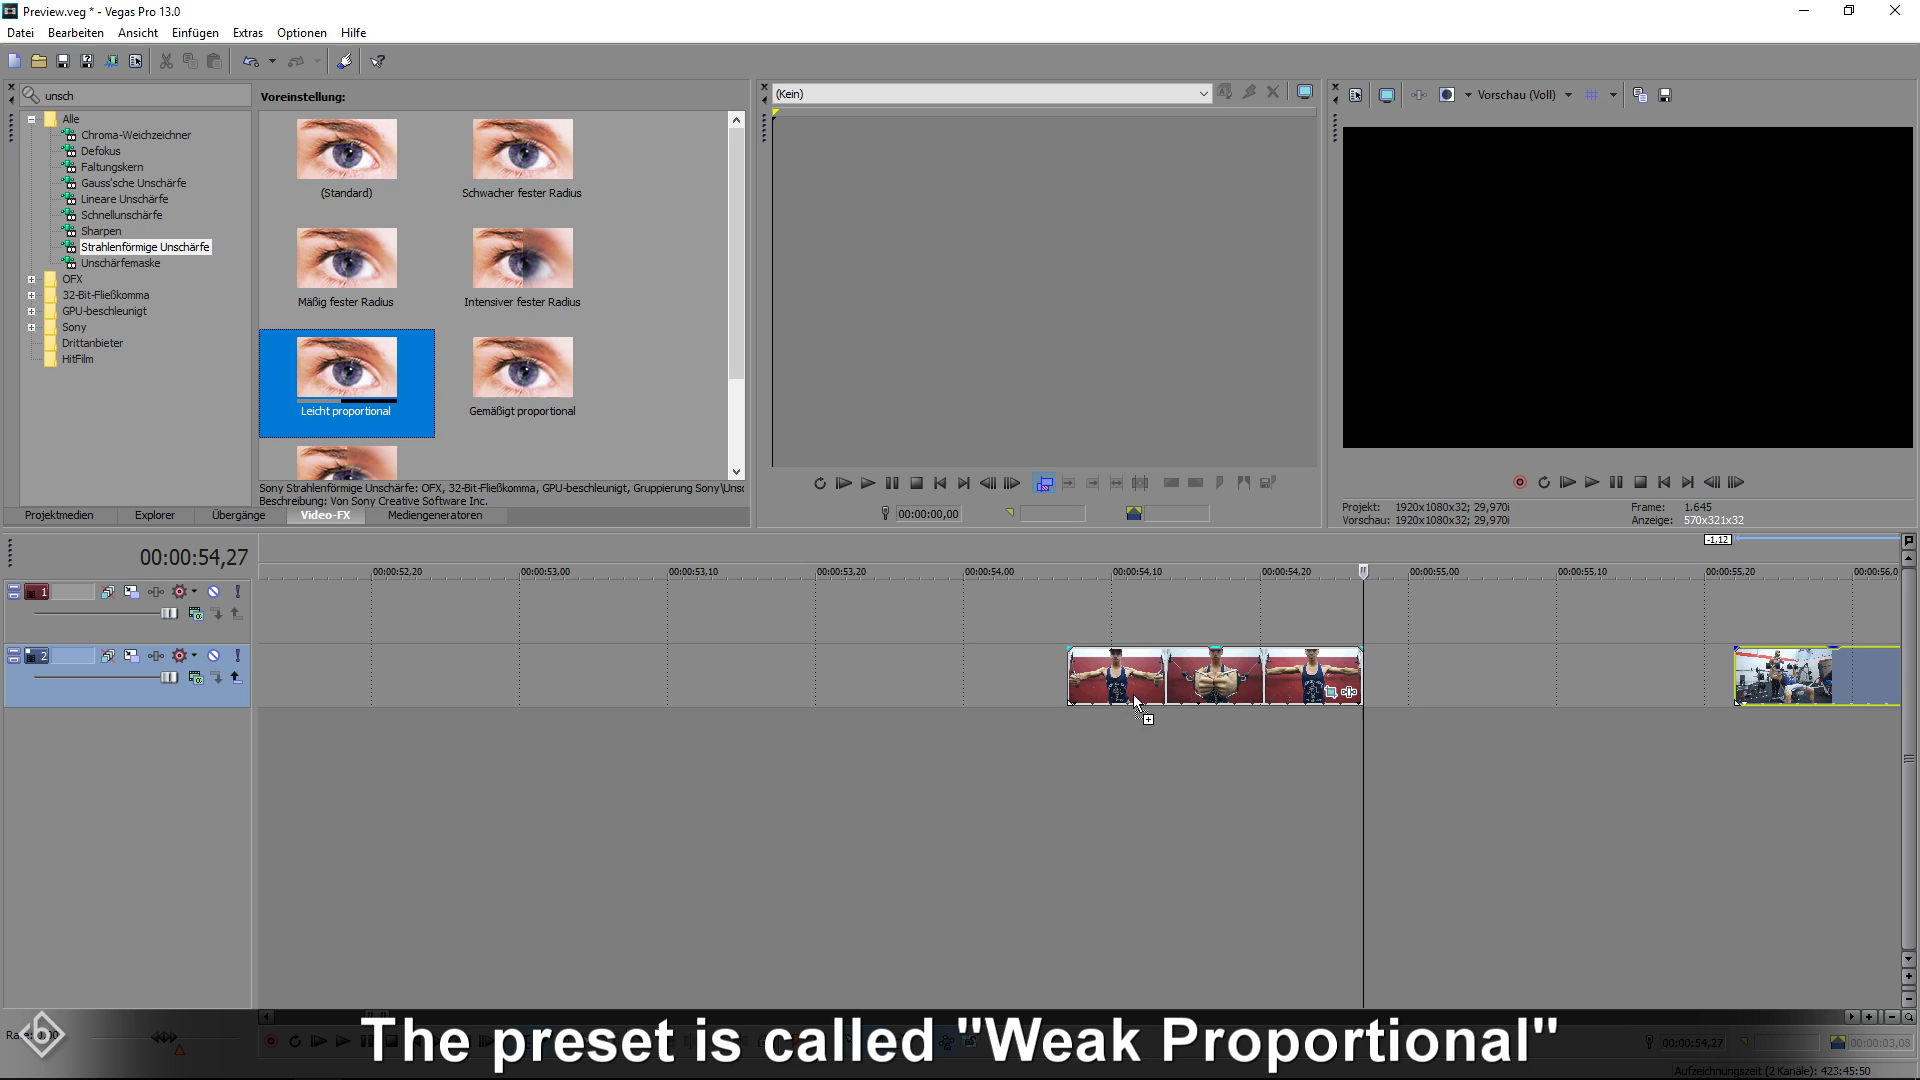 Preview.veg * - Vegas Pro 13.0
Datei Bearbeiten Ansicht Einfügen Extras Optionen Hilfe
unsch
Voreinstellung:
(Kein)
Vorschau (Voll)
Alle
Chroma-Weichzeichner
Defokus
Faltungskern
Gauss'sche Unschärfe
Lineare Unschärfe
Schnellunschärfe
Sharpen
Strahlenförmige Unschärfe
Unschärfemaske
OFX
32-Bit-Fließkomma
GPU-beschleunigt
Sony
Drittanbieter
HitFilm
(Standard) Schwacher fester Radius
Mäßig fester Radius Intensiver fester Radius
Leicht proportional Gemäßigt proportional
Sony Strahlenförmige Unschärfe: OFX, 32-Bit-Fließkomma, GPU-beschleunigt, Gruppierung Sony\Unsc
Beschreibung: Von Sony Creative Software Inc.
Projektmedien Explorer Übergänge Video-FX Mediengeneratoren
00:00:00,00
Projekt: 1920x1080x32; 29,970i Frame: 1.645
Vorschau: 1920x1080x32; 29,970i Anzeige: 570x321x32
-1,12
00:00:54,27
00:00:52,20 00:00:53,00 00:00:53,10 00:00:53,20 00:00:54,00 00:00:54,10 00:00:54,20 00:00:55,00 00:00:55,10 00:00:55,20 00:00:56,0
1
2
The preset is called "Weak Proportional"
00:00:54,27 00:00:03,08
Aufzeichnungszeit (2 Kanäle): 423:45:50